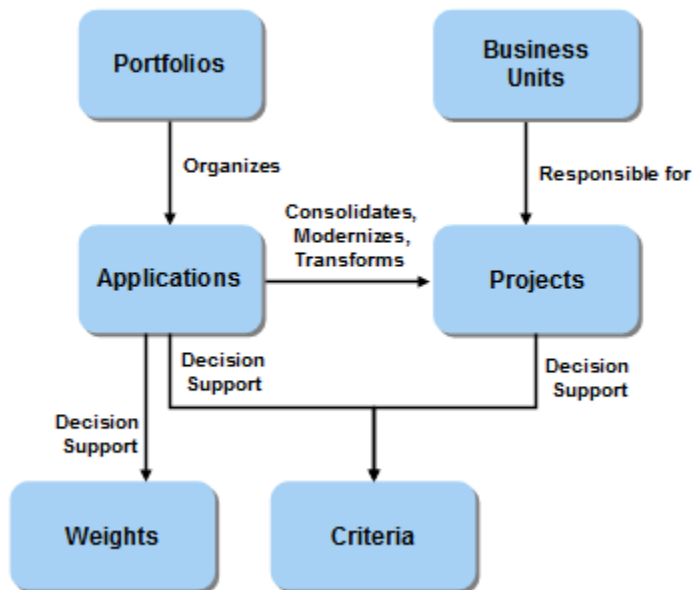 Portfolios
Business
Units
Organizes
Responsible for
Consolidates,
Modernizes,
Transforms
Applications
Projects
Decision
Support
Decision
Support
Decision
Support
Weights
Criteria